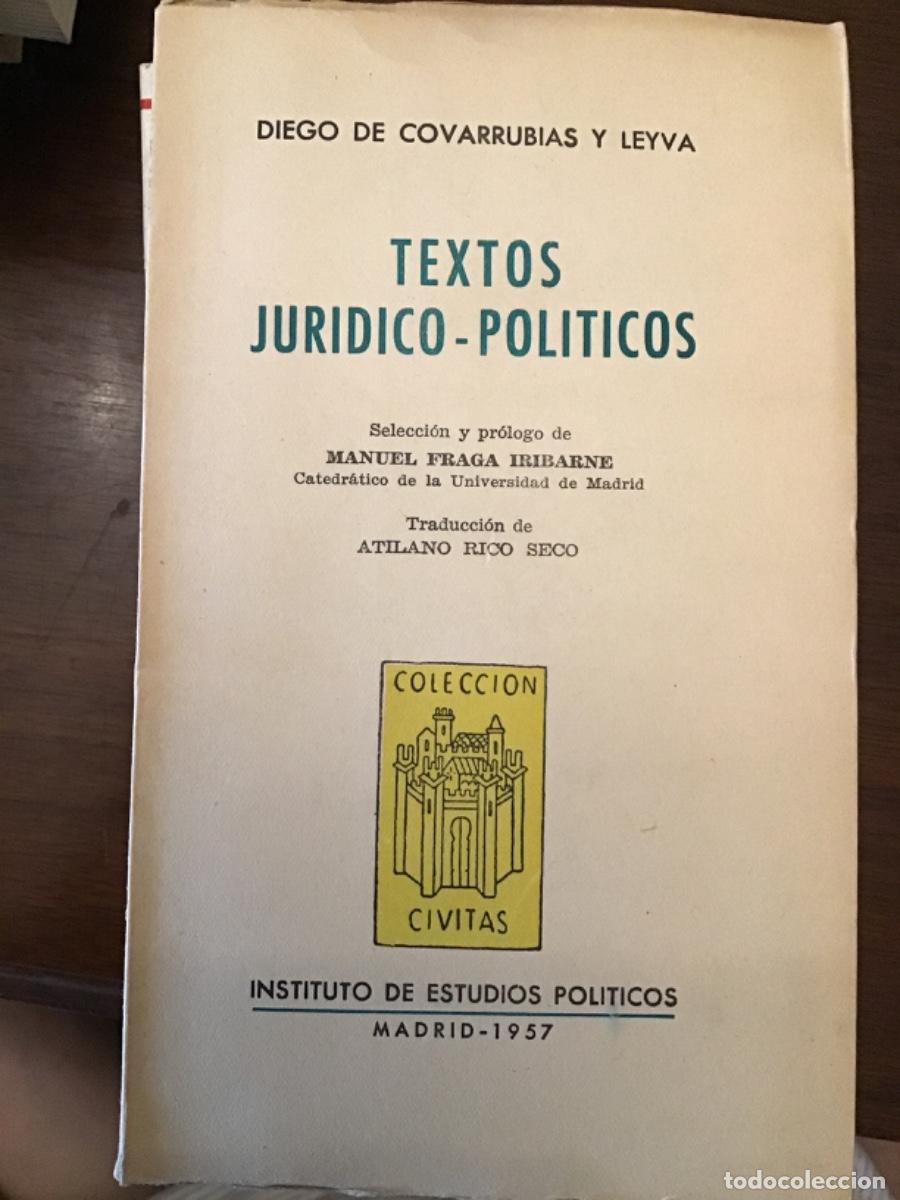 DIEGO DE COVARRUBIAS Y LEYVA
TEXTOS
JURIDICO-POLITICOS
Selección y prólogo de
MANUEL FRAGA IRIBARNE
Catedrático de la Universidad de Madrid
Traducción de
ATILANO RICO SECO
COLECCION
CIVITAS
INSTITUTO DE ESTUDIOS POLITICOS
MADRID-1957
todocoleccion